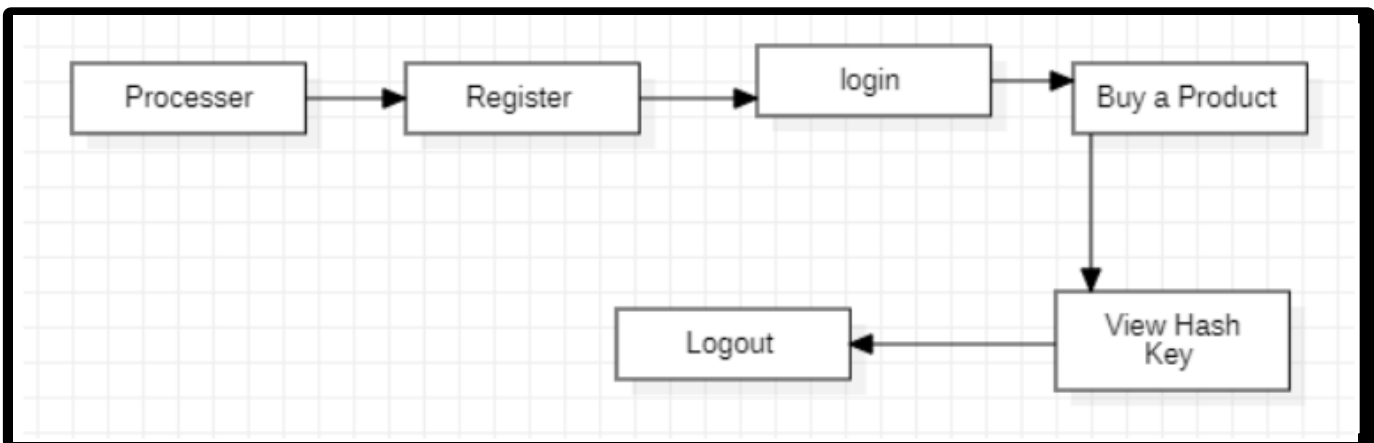 Processer
Register
login
Buy a Product
View Hash
Key
Logout